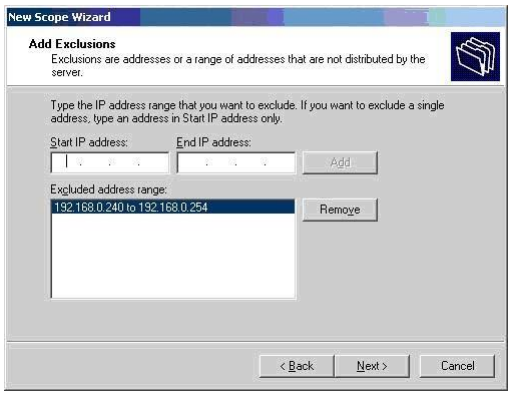 New Scope Wizard
Add Exclusions
Exclusions are addresses or a range of addresses that are not distributed by the
server.
Type the IP address range that you want to exclude. If you want to exclude a single
address, type an address in Start IP address only.
Start IP address: End IP address:
Add
Excluded address range:
192.168.0.240 to 192.168.0.254
Remove
< Back Next > Cancel